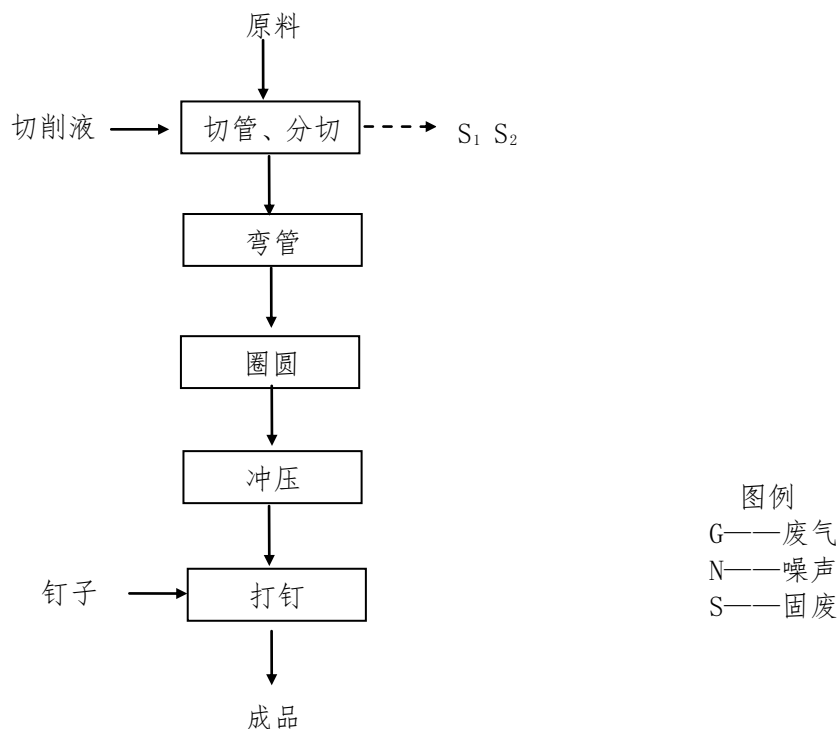 原料
切削液
切管、分切
S₁ S₂
弯管
圈圆
冲压
钉子
打钉
成品
图例
G——废气
N——噪声
S——固废